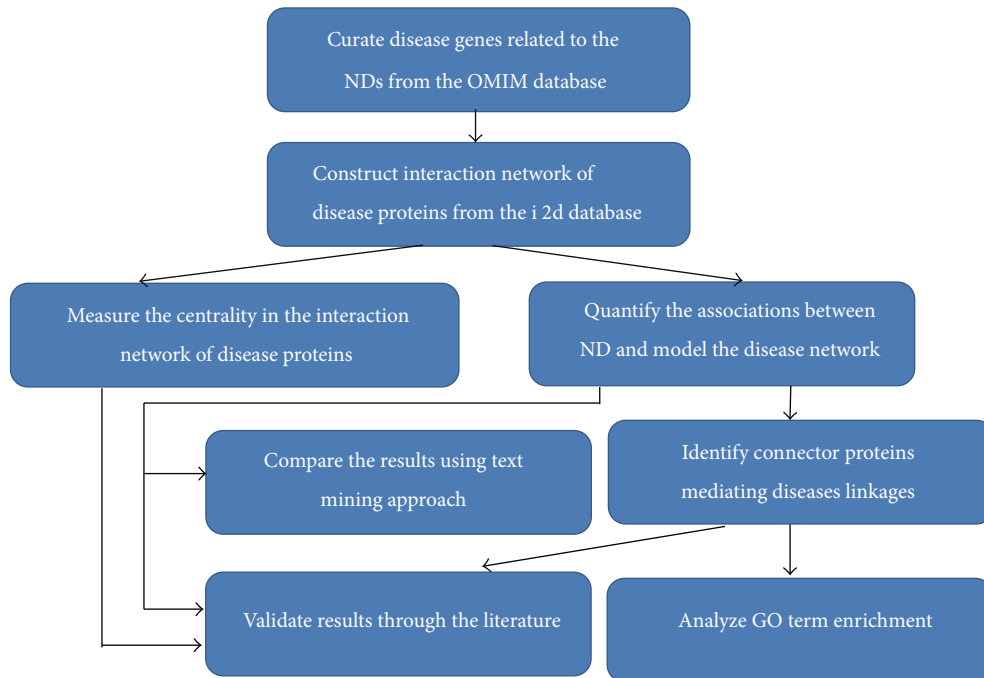 Curate disease genes related to the
NDs from the OMIM database
Construct interaction network of
disease proteins from the i 2d database
Measure the centrality in the interaction
network of disease proteins
Quantify the associations between
ND and model the disease network
Compare the results using text
mining approach
Identify connector proteins
mediating diseases linkages
Validate results through the literature
Analyze GO term enrichment